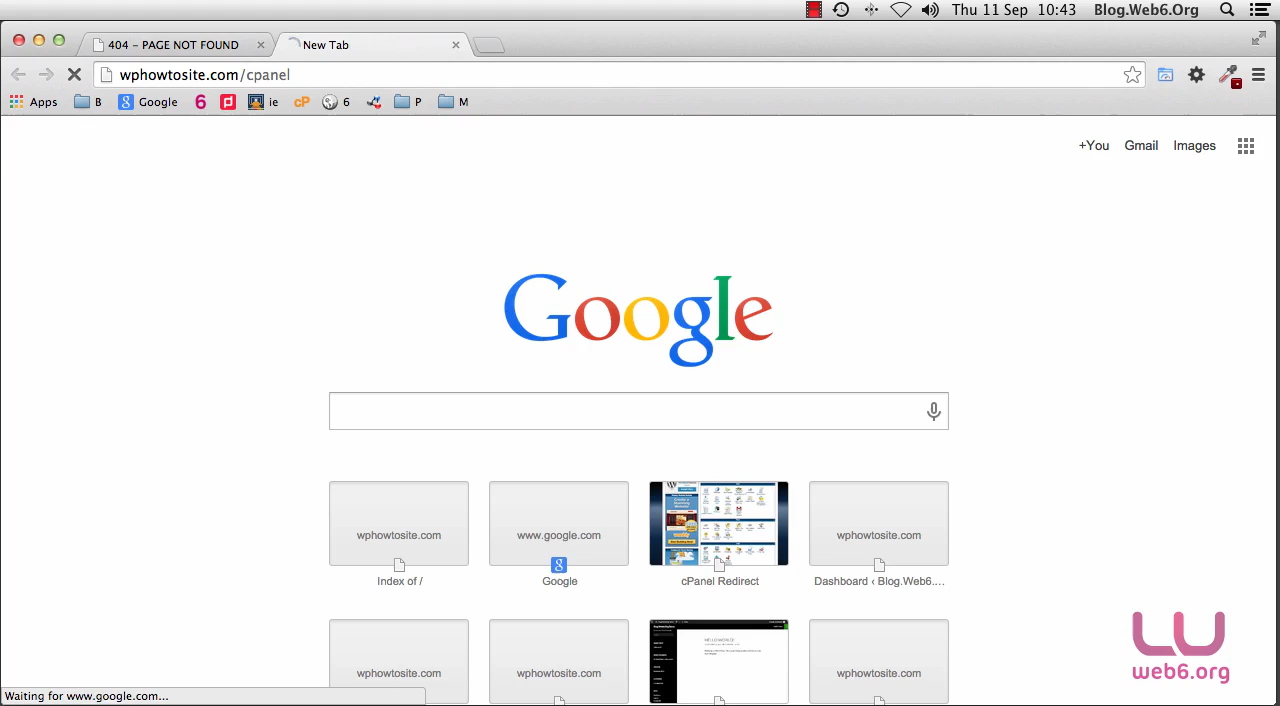 Thu 11 Sep 10:43 Blog.Web6.Org
404 – PAGE NOT FOUND New Tab
wphowtosite.com/cpanel
Apps B Google 6 ie cP 6 P M
+You Gmail Images
Google
wphowtosite.com www.google.com wphowtosite.com
Index of / Google cPanel Redirect Dashboard ‹ Blog.Web6....
wphowtosite.com wphowtosite.com wphowtosite.com
Waiting for www.google.com...
web6.org